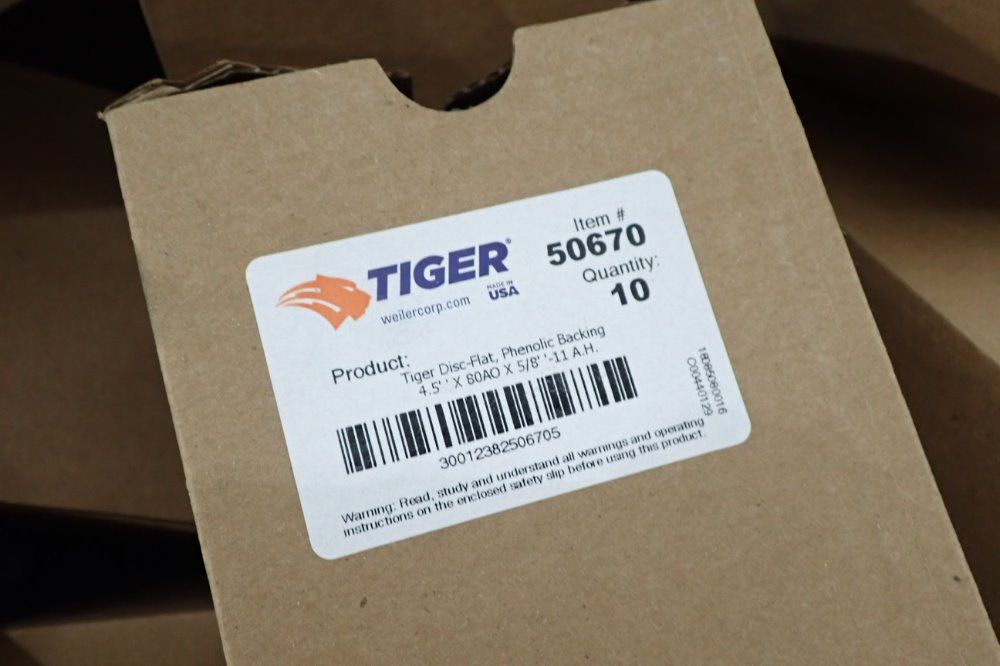 TIGER®
weilercorp.com
MADE IN
USA
Item #
50670
Quantity:
10
Product:
Tiger Disc-Flat, Phenolic Backing
4.5'' X 80AO X 5/8''-11 A.H.
30012382506705
18085080016
C00440129
Warning: Read, study and understand all warnings and operating
instructions on the enclosed safety slip before using this product.